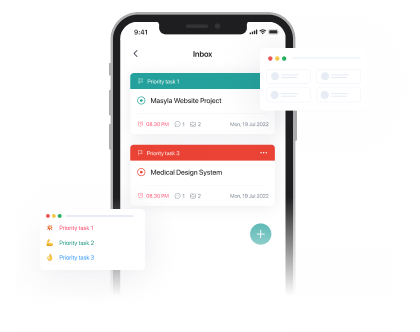 9:41
Inbox
Priority task 1
Masyla Website Project
08.30 PM 1 2 Mon, 19 Jul 2022
Priority task 3
Medical Design System
08.30 PM 1 2 Mon, 19 Jul 2022
Priority task 1
Priority task 2
Priority task 3